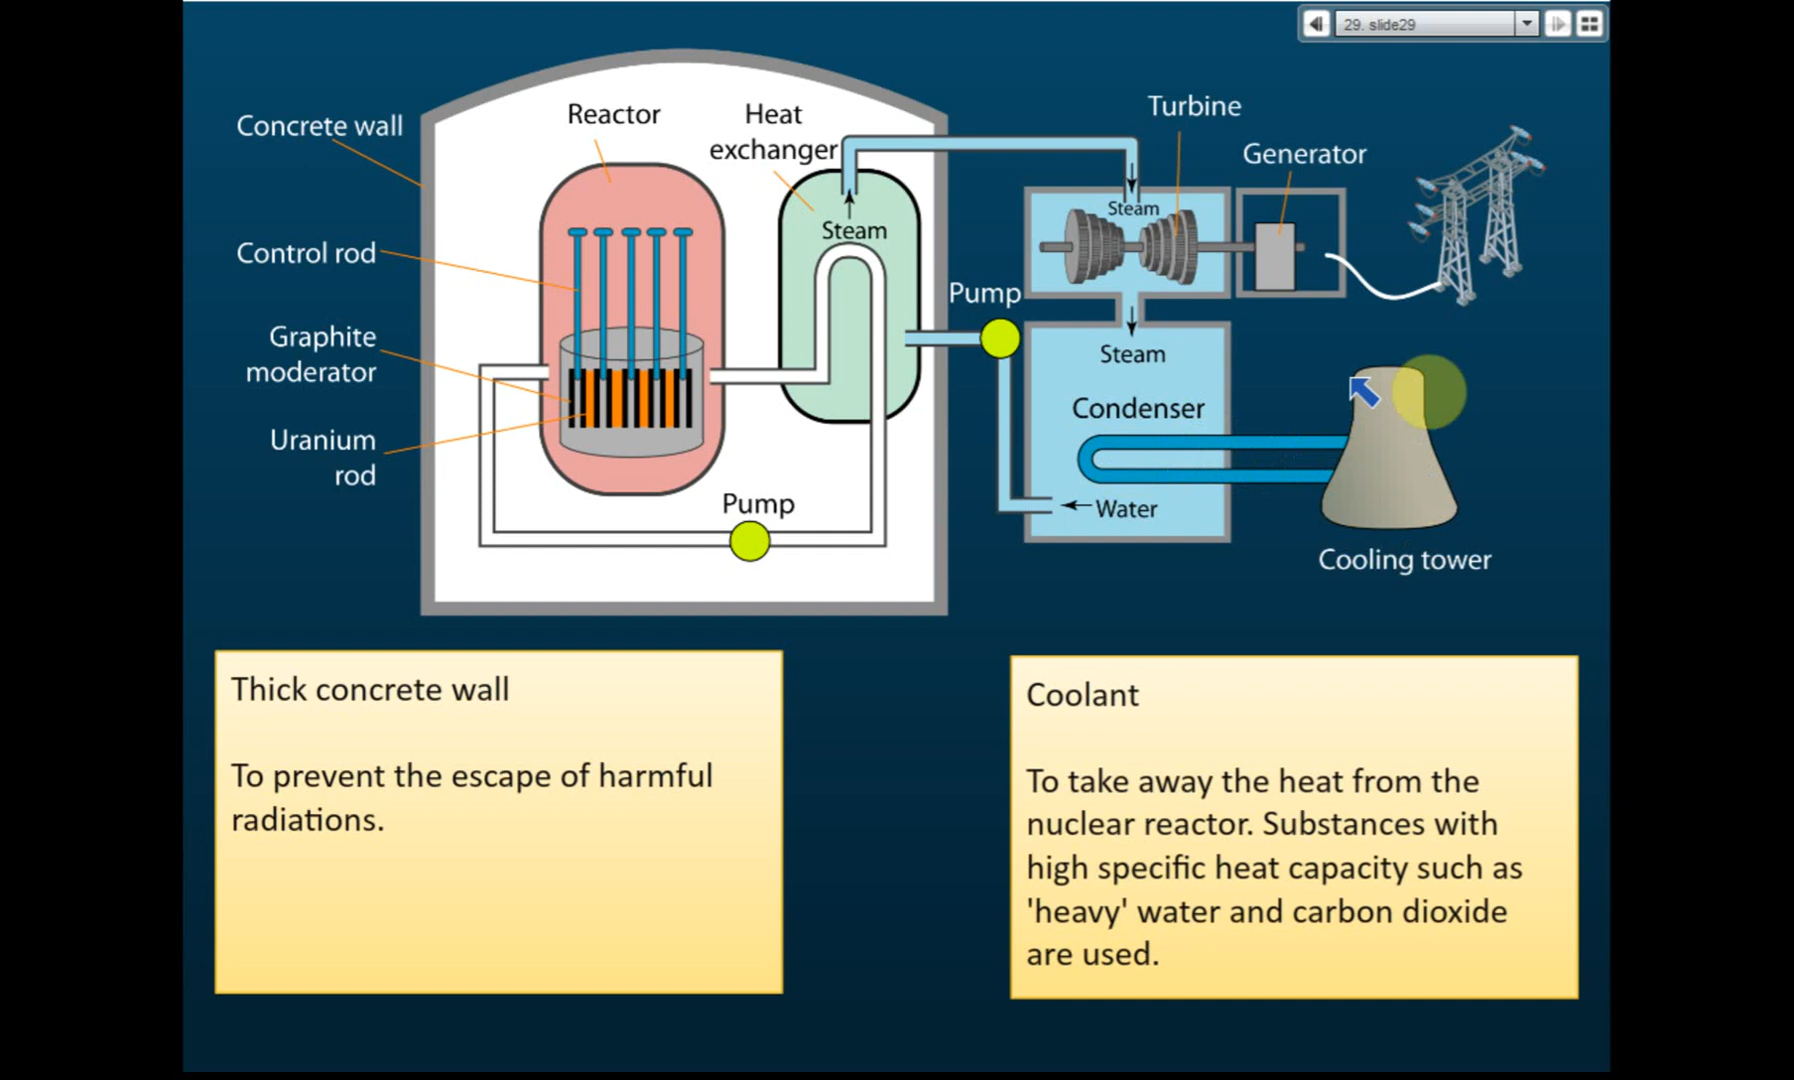 29. slide29
Concrete wall
Reactor
Heat
exchanger
Turbine
Generator
Control rod
Steam
Steam
Pump
Graphite
moderator
Steam
Condenser
Uranium
rod
Pump
Water
Cooling tower
Thick concrete wall
To prevent the escape of harmful
radiations.
Coolant
To take away the heat from the
nuclear reactor. Substances with
high specific heat capacity such as
'heavy' water and carbon dioxide
are used.